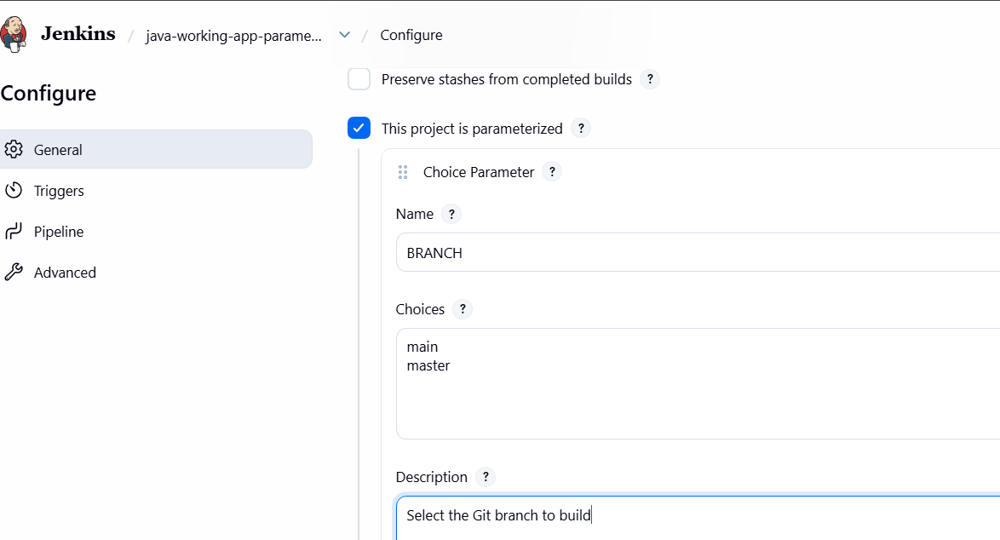 Jenkins / java-working-app-parame... / Configure
Configure
General
Triggers
Pipeline
Advanced
Preserve stashes from completed builds ?
This project is parameterized ?
Choice Parameter ?
Name ?
BRANCH
Choices ?
main
master
Description ?
Select the Git branch to build